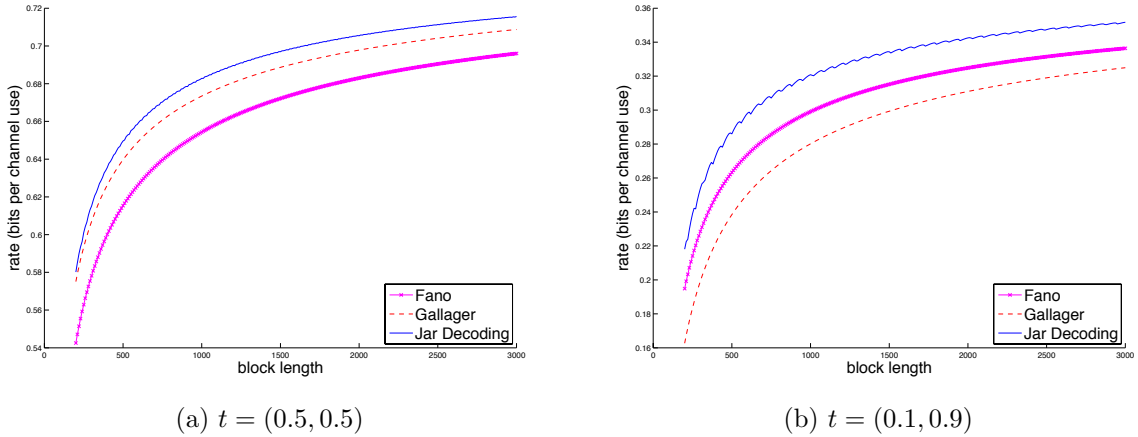 0.72
0.7
0.68
0.66
0.64
0.62
0.6
0.58
0.56
0.54
rate (bits per channel use)
0
500
1000
1500
2000
2500
3000
block length
Fano
Gallager
Jar Decoding
(a) t = (0.5, 0.5)
0.36
0.34
0.32
0.3
0.28
0.26
0.24
0.22
0.2
0.18
0.16
rate (bits per channel use)
0
500
1000
1500
2000
2500
3000
block length
Fano
Gallager
Jar Decoding
(b) t = (0.1, 0.9)